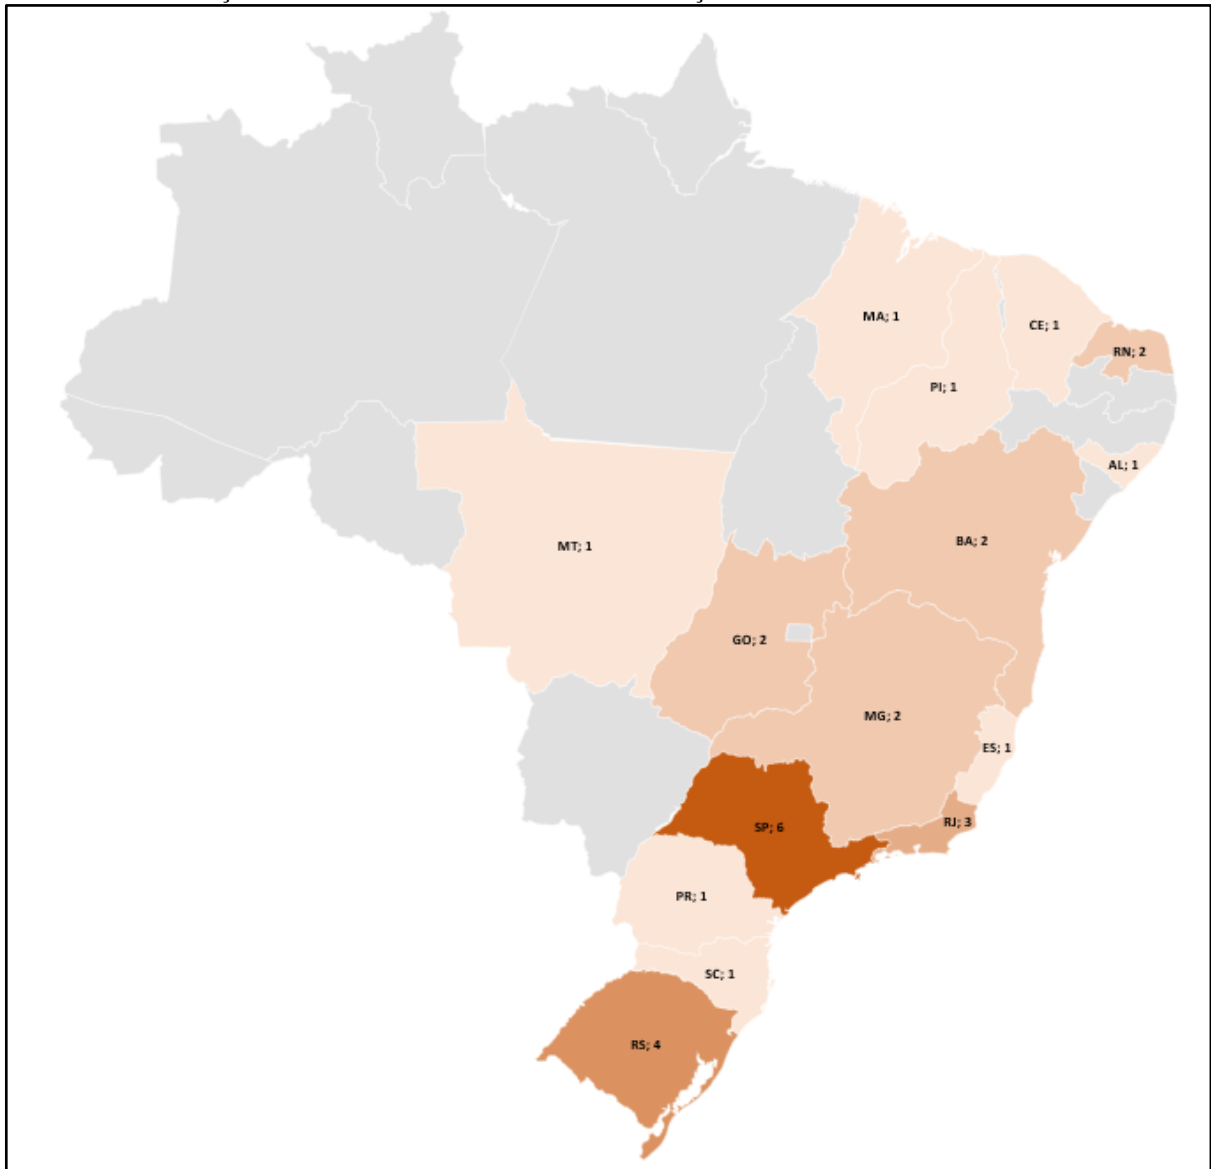 MA; 1
CE; 1
RN; 2
PI; 1
AL; 1
BA; 2
MT; 1
GO; 2
MG; 2
ES; 1
RJ; 3
SP; 6
PR; 1
SC; 1
RS; 4